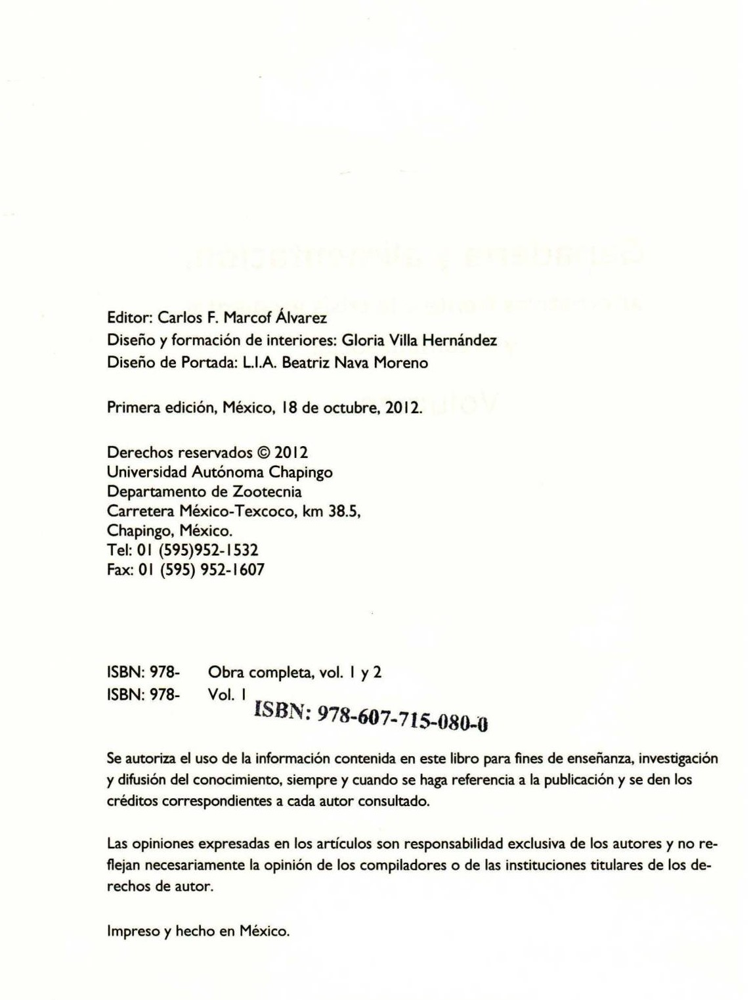 Editor: Carlos F. Marcof Álvarez
Diseño y formación de interiores: Gloria Villa Hernández
Diseño de Portada: L.I.A. Beatriz Nava Moreno
Primera edición, México, 18 de octubre, 2012.
Derechos reservados © 2012
Universidad Autónoma Chapingo
Departamento de Zootecnia
Carretera México-Texcoco, km 38.5,
Chapingo, México.
Tel: 01 (595)952-1532
Fax: 01 (595) 952-1607
ISBN: 978- Obra completa, vol. 1 y 2
ISBN: 978- Vol. 1
ISBN: 978-607-715-080-0
Se autoriza el uso de la información contenida en este libro para fines de enseñanza, investigación
y difusión del conocimiento, siempre y cuando se haga referencia a la publicación y se den los
créditos correspondientes a cada autor consultado.
Las opiniones expresadas en los artículos son responsabilidad exclusiva de los autores y no re-
flejan necesariamente la opinión de los compiladores o de las instituciones titulares de los de-
rechos de autor.
Impreso y hecho en México.